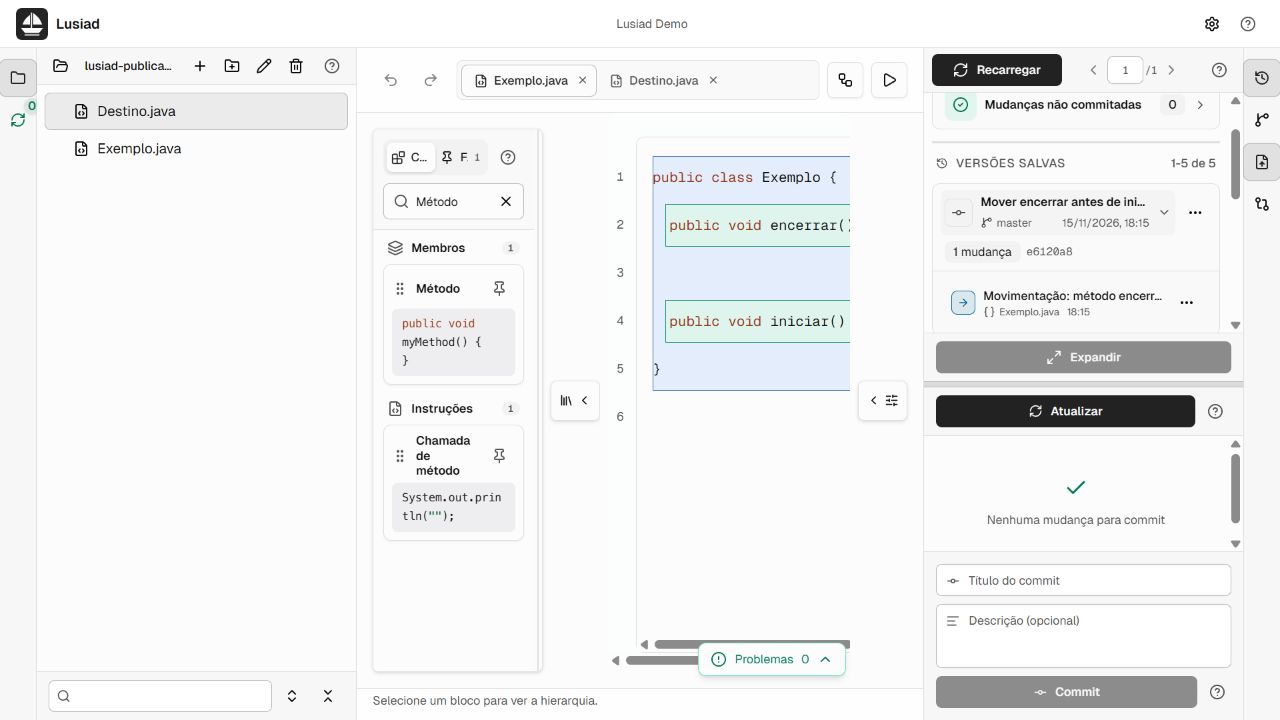 Lusiad
Lusiad Demo
lusiad-publica...
Destino.java
Exemplo.java
0
Exemplo.java
Destino.java
C...
F 1
Método
Membros 1
Método
public void
myMethod() {
}
Instruções 1
Chamada
de
método
System.out.prin
tln("");
1 public class Exemplo {
2 public void encerrar()
3
4 public void iniciar()
5 }
6
Problemas 0
Selecione um bloco para ver a hierarquia.
Recarregar
1 /1
Mudanças não commitadas 0
VERSÕES SALVAS 1-5 de 5
Mover encerrar antes de ini...
master 15/11/2026, 18:15
1 mudança e6120a8
Movimentação: método encerr...
{ } Exemplo.java 18:15
Expandir
Atualizar
Nenhuma mudança para commit
Título do commit
Descrição (opcional)
Commit